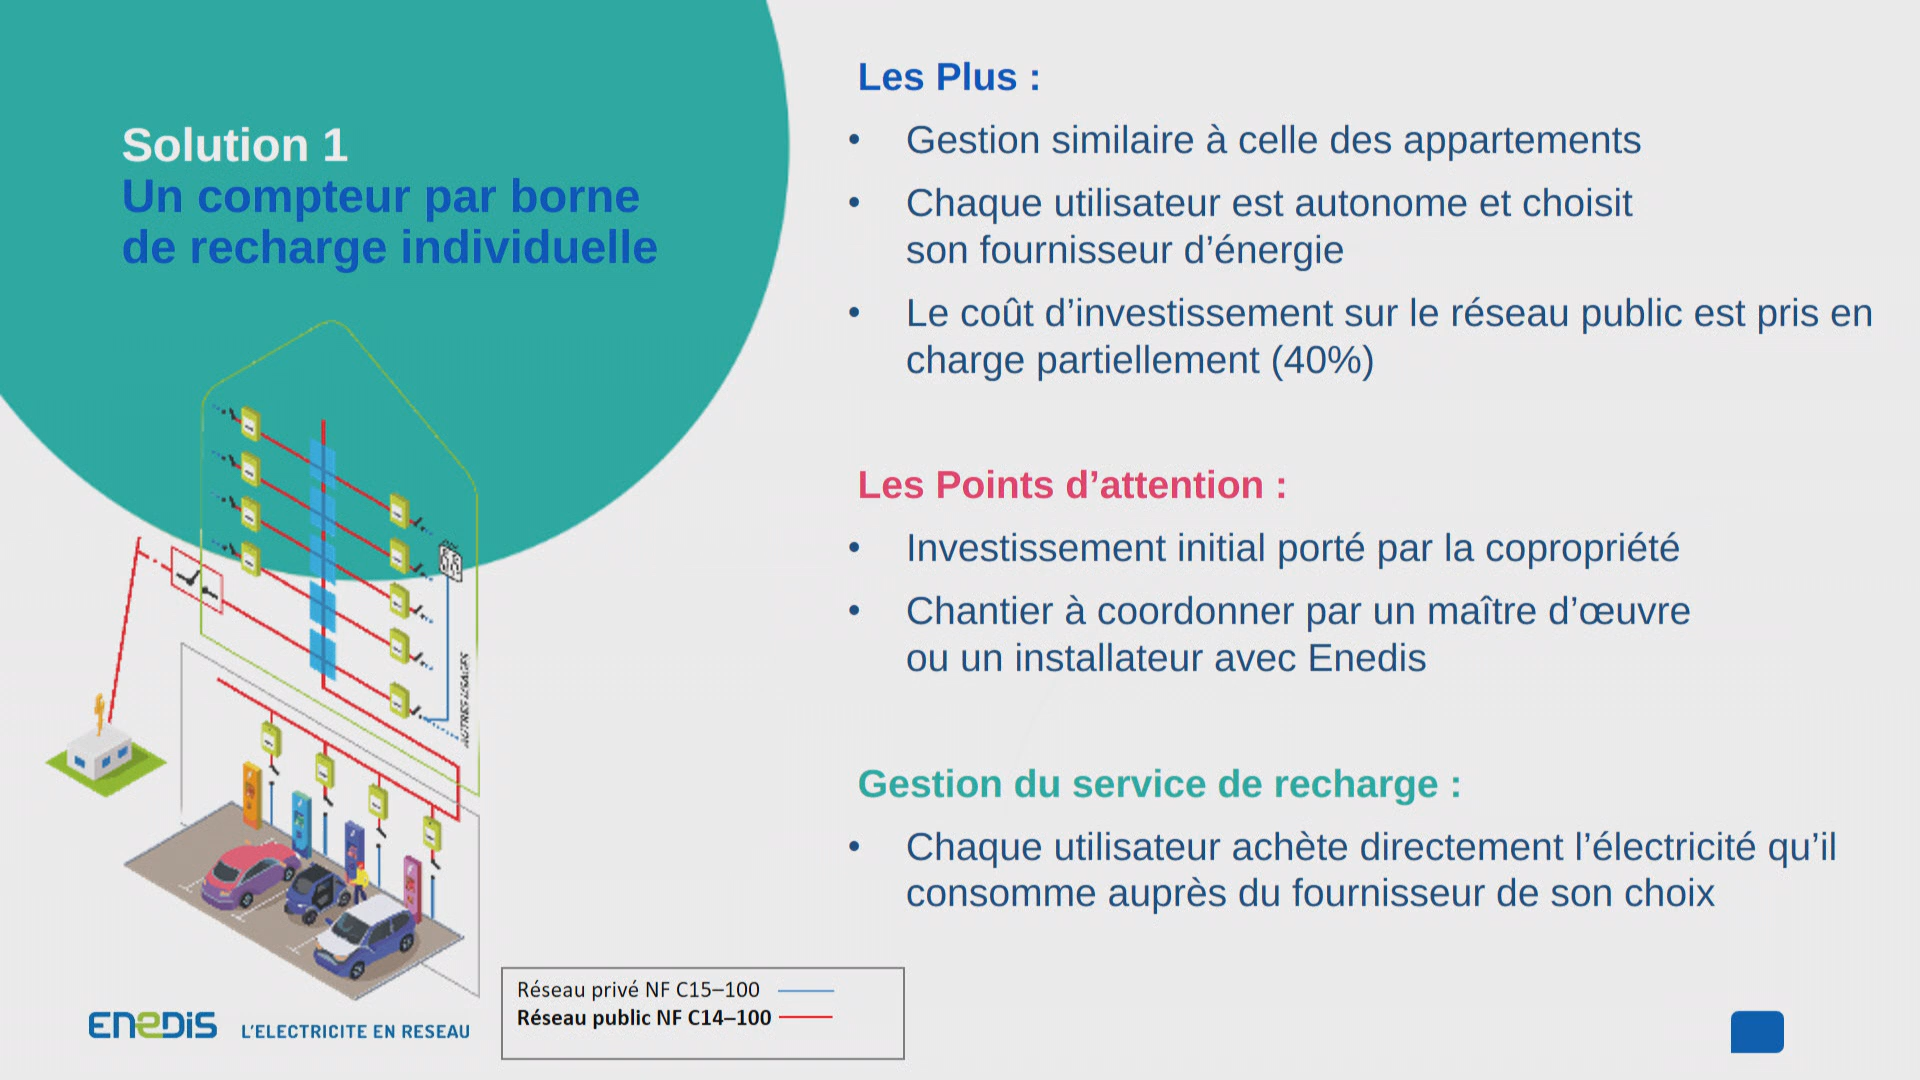 Solution 1
Un compteur par borne
de recharge individuelle
Les Plus :
• Gestion similaire à celle des appartements
• Chaque utilisateur est autonome et choisit
son fournisseur d’énergie
• Le coût d’investissement sur le réseau public est pris en
charge partiellement (40%)
Les Points d’attention :
• Investissement initial porté par la copropriété
• Chantier à coordonner par un maître d’œuvre
ou un installateur avec Enedis
Gestion du service de recharge :
• Chaque utilisateur achète directement l’électricité qu’il
consomme auprès du fournisseur de son choix
AUTRES USAGES
Réseau privé NF C15–100
Réseau public NF C14–100
ENEDIS
L’ELECTRICITE EN RESEAU